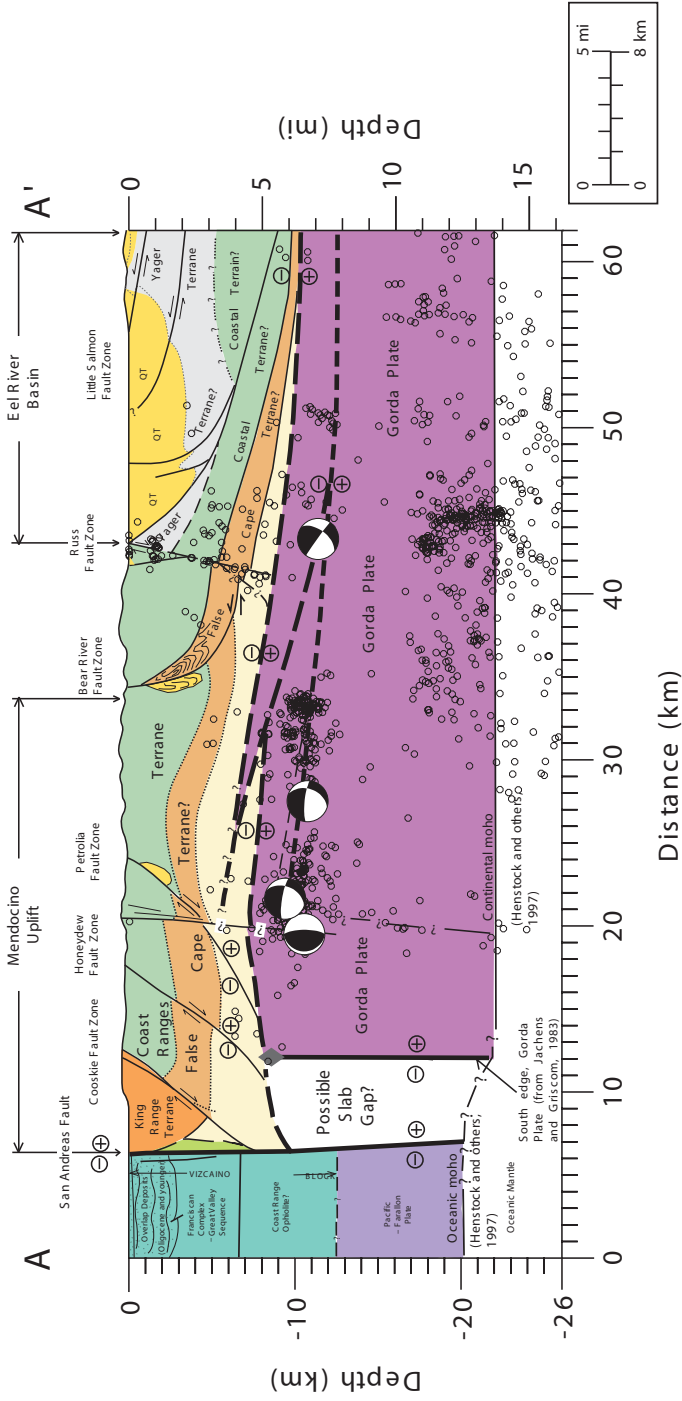 A
A'
Mendocino
Uplift
Eel River
Basin
San Andreas Fault
Cooskie Fault Zone
Honeydew
Fault Zone
Petrolia
Fault Zone
Bear River
Fault Zone
Russ
Fault Zone
Little Salmon
Fault Zone
0
-10
-20
-26
Depth (km)
0
5
10
15
Depth (mi)
0
10
20
30
40
50
60
Distance (km)
0
5 mi
0
8 km
Overlap Deposits
(Oligocene and younger)
Franciscan
Complex
– Great Valley
Sequence
VIZCAINO
BLOCK
Coast Range
Ophiolite?
?
Pacific
– Farallon
Plate
Oceanic moho
(Henstock and others,
1997)
Oceanic Mantle
King
Range
Terrane
Coast
Ranges
Terrane
False
Cape
Terrane?
Possible
Slab
Gap?
South edge, Gorda
Plate (from Jachens
and Griscom, 1983)
Gorda Plate
Gorda Plate
Gorda Plate
Continental moho
(Henstock and others,
1997)
False
Cape
Terrane?
Coastal
Terrane?
Coastal Terrain?
Yager
Terrane?
Yager
Terrane
QT
QT
QT